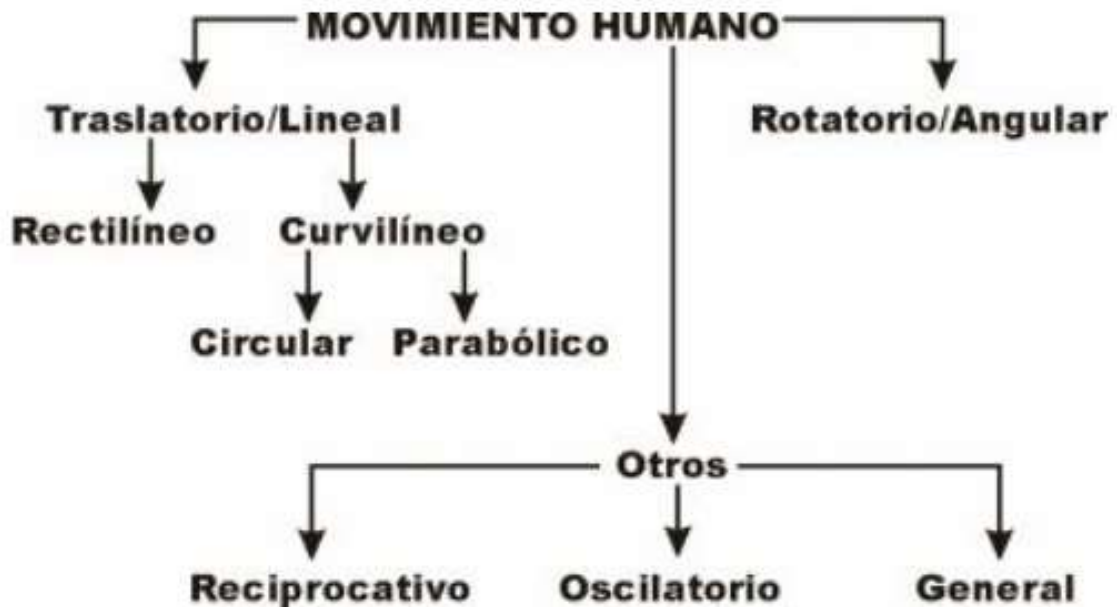 MOVIMIENTO HUMANO
Traslatorio/Lineal
Rotatorio/Angular
Rectilíneo
Curvilíneo
Circular
Parabólico
Otros
Reciprocativo
Oscilatorio
General